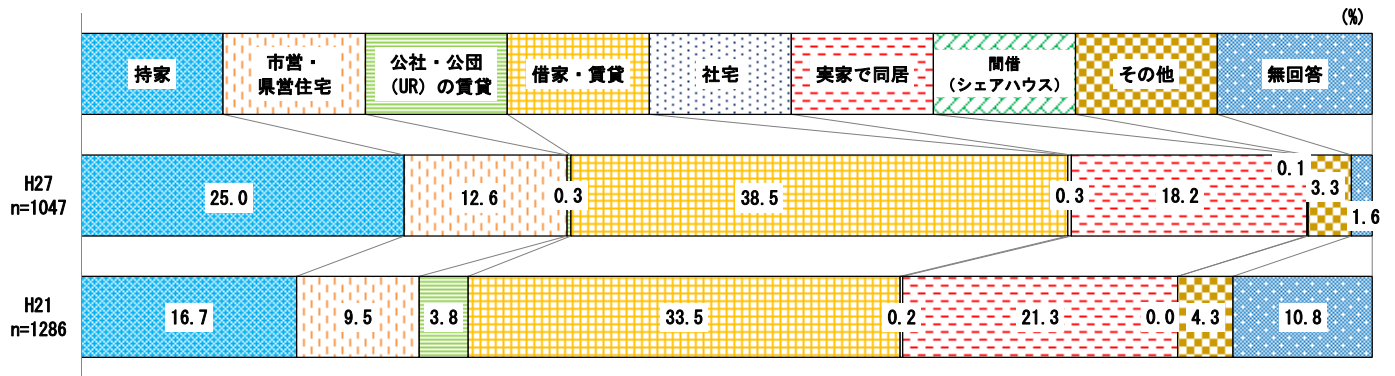 (%)
持家
市営・
県営住宅
公社・公団
(UR) の賃貸
借家・賃貸
社宅
実家で同居
間借
(シェアハウス)
その他
無回答
H27
n=1047
25.0
12.6
0.3
38.5
0.3
18.2
0.1
3.3
1.6
H21
n=1286
16.7
9.5
3.8
33.5
0.2
21.3
0.0
4.3
10.8